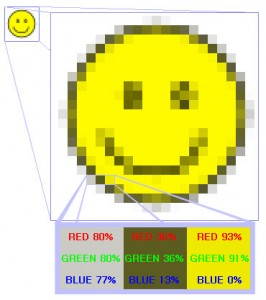 RED 80% RED 36% RED 93%
GREEN 80% GREEN 36% GREEN 91%
BLUE 77% BLUE 13% BLUE 0%